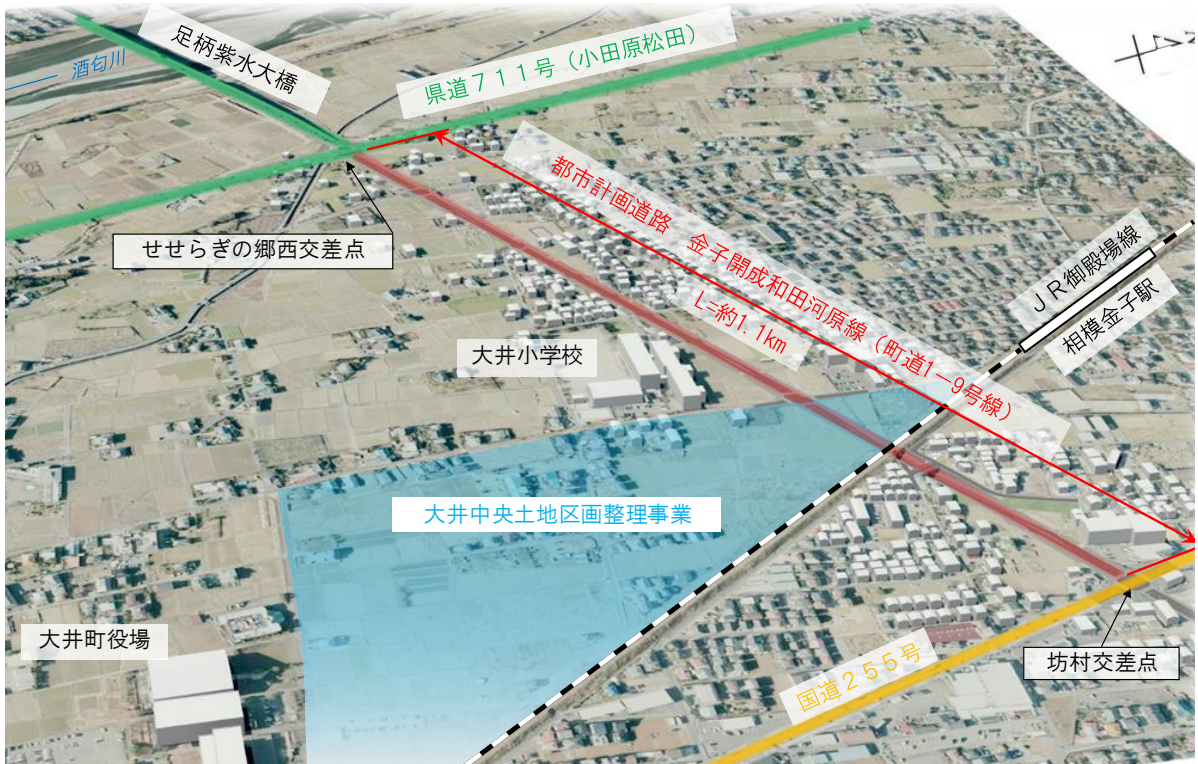 酒匂川
足柄紫水大橋
県道711号（小田原松田）
都市計画道路　金子開成和田河原線（町道1－9号線）
L=約1.1km
せせらぎの郷西交差点
JR御殿場線
相模金子駅
大井小学校
大井中央土地区画整理事業
大井町役場
坊村交差点
国道255号